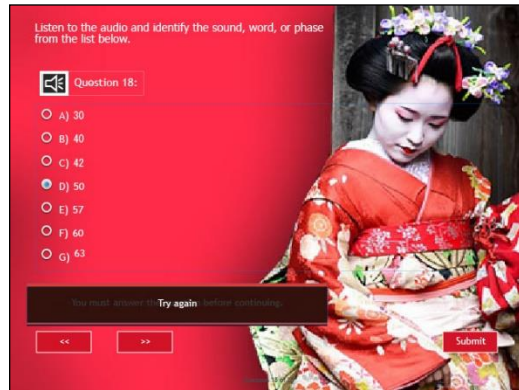 Listen to the audio and identify the sound, word, or phase
from the list below.
Question 18:
A) 30
B) 40
C) 42
D) 50
E) 57
F) 60
G) 63
You must answer the Try again before continuing.
<< >> Submit